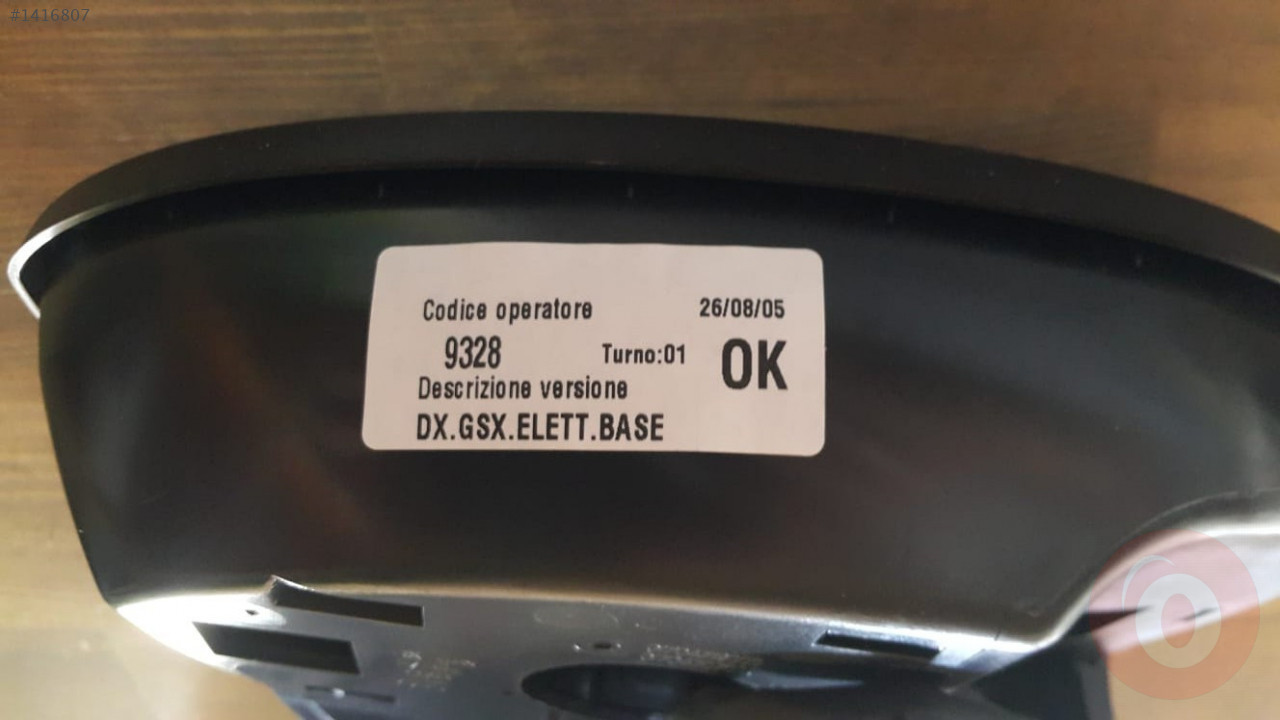 #1416807
Codice operatore 26/08/05
9328 Turno:01 OK
Descrizione versione
DX.GSX.ELETT.BASE